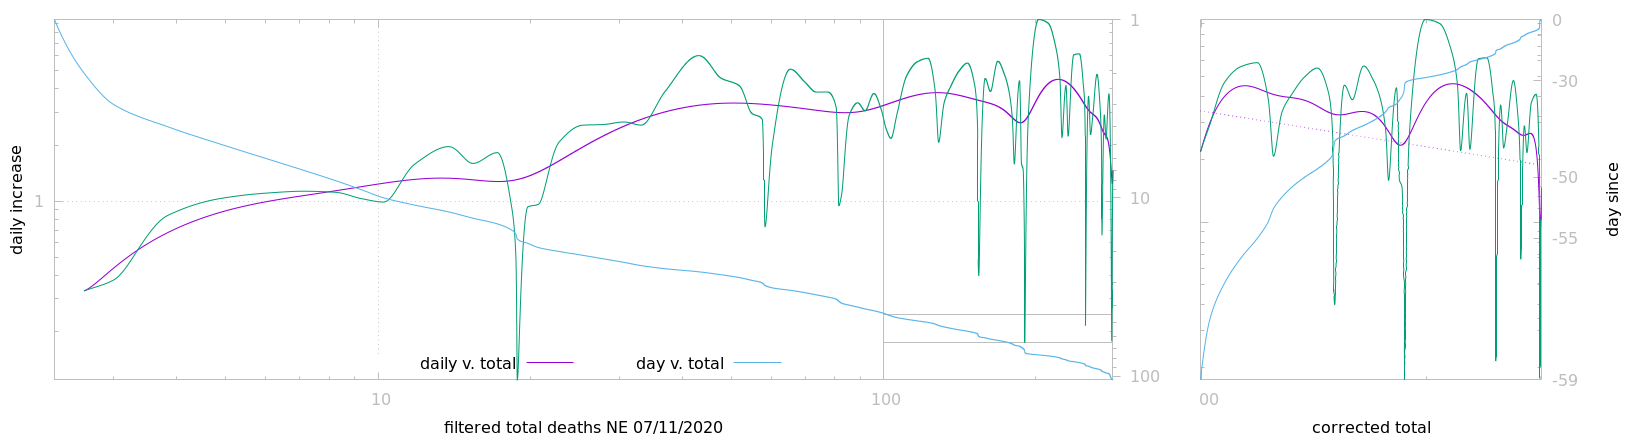 daily increase
1
daily v. total
day v. total
10
100
filtered total deaths NE 07/11/2020
1
10
100
00
corrected total
0
-30
-40
-50
-55
-59
day since